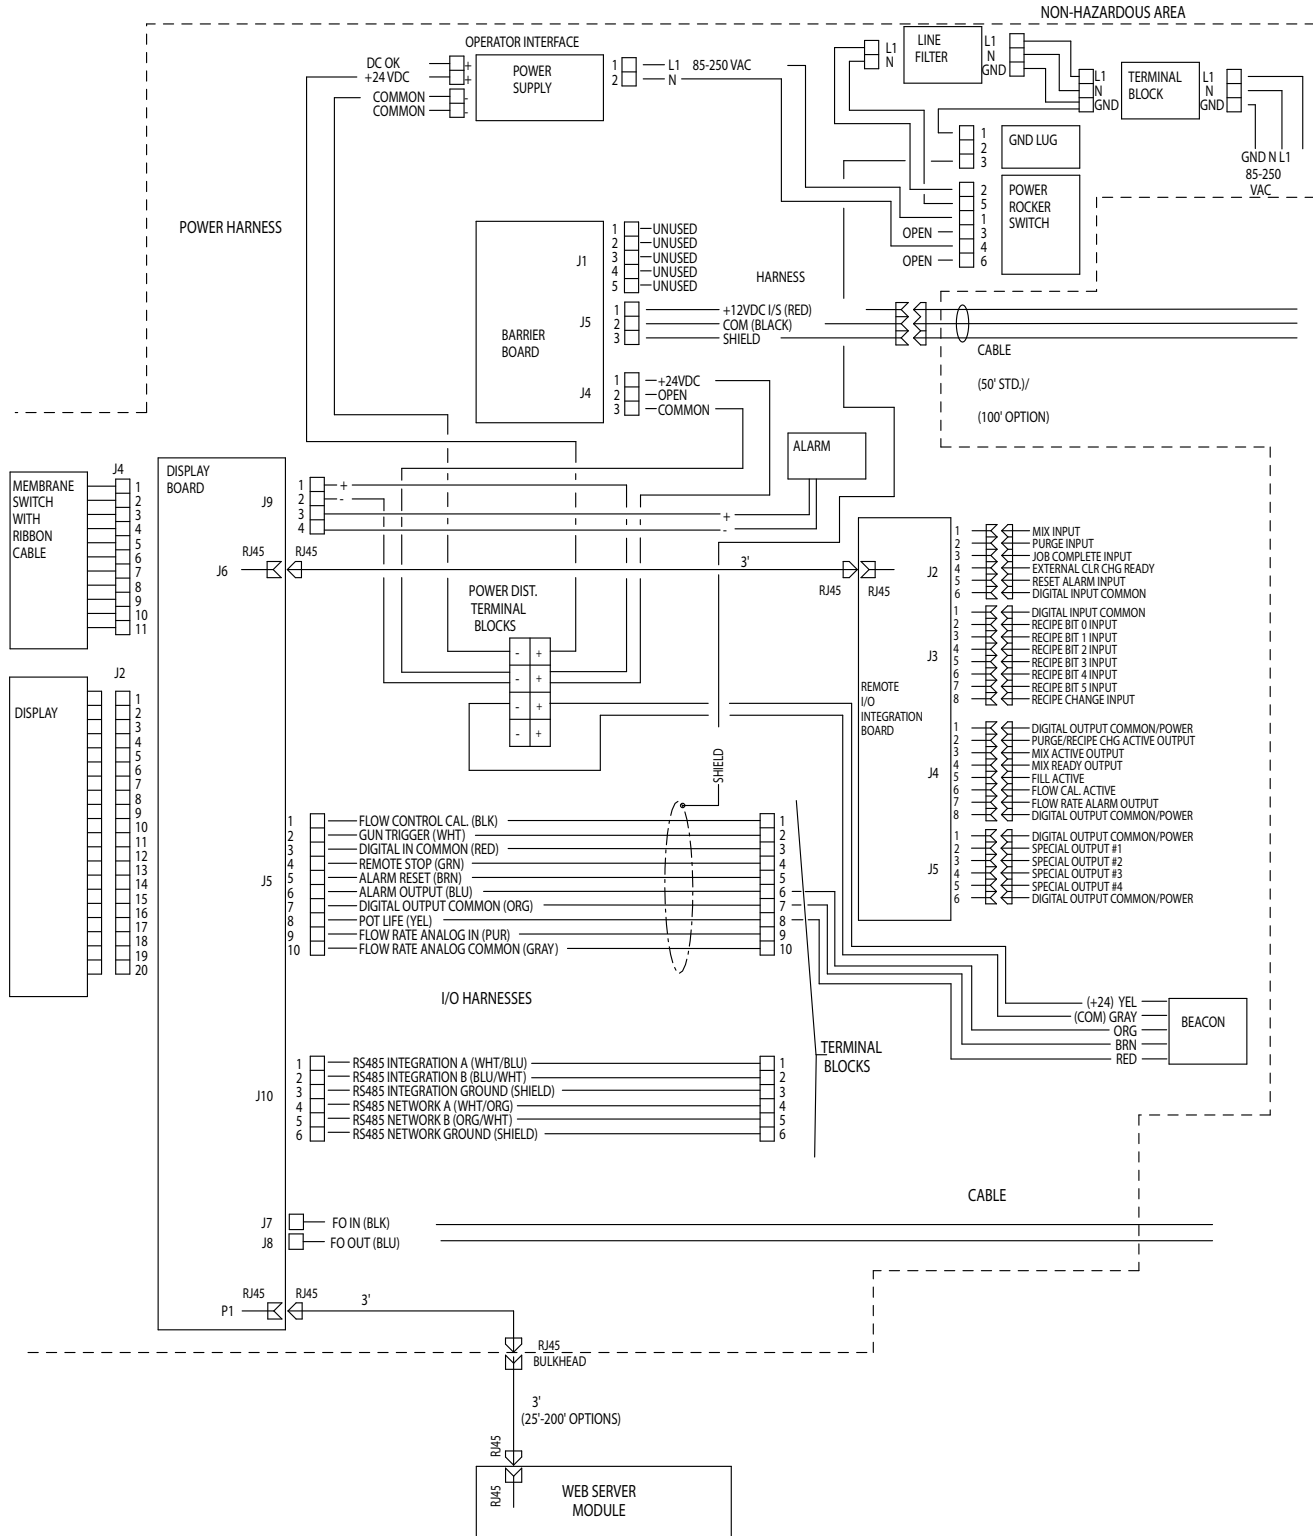 NON-HAZARDOUS AREA
OPERATOR INTERFACE
DC OK
+24 VDC
COMMON
COMMON
+
+
-
-
POWER
SUPPLY
1
2
L1 85-250 VAC
N
L1
N
LINE
FILTER
L1
N
GND
L1
N
GND
TERMINAL
BLOCK
L1
N
GND
GND N L1
85-250
VAC
1
2
3
GND LUG
2
5
1
3
4
6
OPEN
OPEN
POWER
ROCKER
SWITCH
POWER HARNESS
BARRIER
BOARD
J1
1 UNUSED
2 UNUSED
3 UNUSED
4 UNUSED
5 UNUSED
HARNESS
J5
1 +12VDC I/S (RED)
2 COM (BLACK)
3 SHIELD
J4
1 +24VDC
2 OPEN
3 COMMON
CABLE
(50' STD.)/
(100' OPTION)
ALARM
+
-
MEMBRANE
SWITCH
WITH
RIBBON
CABLE
J4
1
2
3
4
5
6
7
8
9
10
11
DISPLAY
BOARD
J9
1 +
2 -
3
4
J6
RJ45
RJ45
3'
RJ45
RJ45
POWER DIST.
TERMINAL
BLOCKS
- +
- +
- +
- +
SHIELD
DISPLAY
J2
1
2
3
4
5
6
7
8
9
10
11
12
13
14
15
16
17
18
19
20
REMOTE
I/O
INTEGRATION
BOARD
J2
1 MIX INPUT
2 PURGE INPUT
3 JOB COMPLETE INPUT
4 EXTERNAL CLR CHG READY
5 RESET ALARM INPUT
6 DIGITAL INPUT COMMON
J3
1 DIGITAL INPUT COMMON
2 RECIPE BIT 0 INPUT
3 RECIPE BIT 1 INPUT
4 RECIPE BIT 2 INPUT
5 RECIPE BIT 3 INPUT
6 RECIPE BIT 4 INPUT
7 RECIPE BIT 5 INPUT
8 RECIPE CHANGE INPUT
J4
1 DIGITAL OUTPUT COMMON/POWER
2 PURGE/RECIPE CHG ACTIVE OUTPUT
3 MIX ACTIVE OUTPUT
4 MIX READY OUTPUT
5 FILL ACTIVE
6 FLOW CAL. ACTIVE
7 FLOW RATE ALARM OUTPUT
8 DIGITAL OUTPUT COMMON/POWER
J5
1 DIGITAL OUTPUT COMMON/POWER
2 SPECIAL OUTPUT #1
3 SPECIAL OUTPUT #2
4 SPECIAL OUTPUT #3
5 SPECIAL OUTPUT #4
6 DIGITAL OUTPUT COMMON/POWER
J5
1 FLOW CONTROL CAL. (BLK) 1
2 GUN TRIGGER (WHT) 2
3 DIGITAL IN COMMON (RED) 3
4 REMOTE STOP (GRN) 4
5 ALARM RESET (BRN) 5
6 ALARM OUTPUT (BLU) 6
7 DIGITAL OUTPUT COMMON (ORG) 7
8 POT LIFE (YEL) 8
9 FLOW RATE ANALOG IN (PUR) 9
10 FLOW RATE ANALOG COMMON (GRAY) 10
I/O HARNESSES
TERMINAL
BLOCKS
(+24) YEL
(COM) GRAY
ORG
BRN
RED
BEACON
J10
1 RS485 INTEGRATION A (WHT/BLU) 1
2 RS485 INTEGRATION B (BLU/WHT) 2
3 RS485 INTEGRATION GROUND (SHIELD) 3
4 RS485 NETWORK A (WHT/ORG) 4
5 RS485 NETWORK B (ORG/WHT) 5
6 RS485 NETWORK GROUND (SHIELD) 6
CABLE
J7 FO IN (BLK)
J8 FO OUT (BLU)
P1
RJ45
RJ45
3'
RJ45
BULKHEAD
3'
(25'-200' OPTIONS)
RJ45
RJ45
WEB SERVER
MODULE